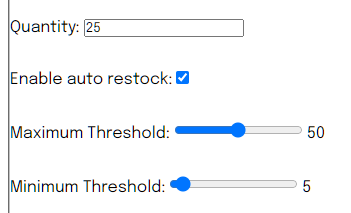 Quantity: 25
Enable auto restock:
Maximum Threshold: 50
Minimum Threshold: 5